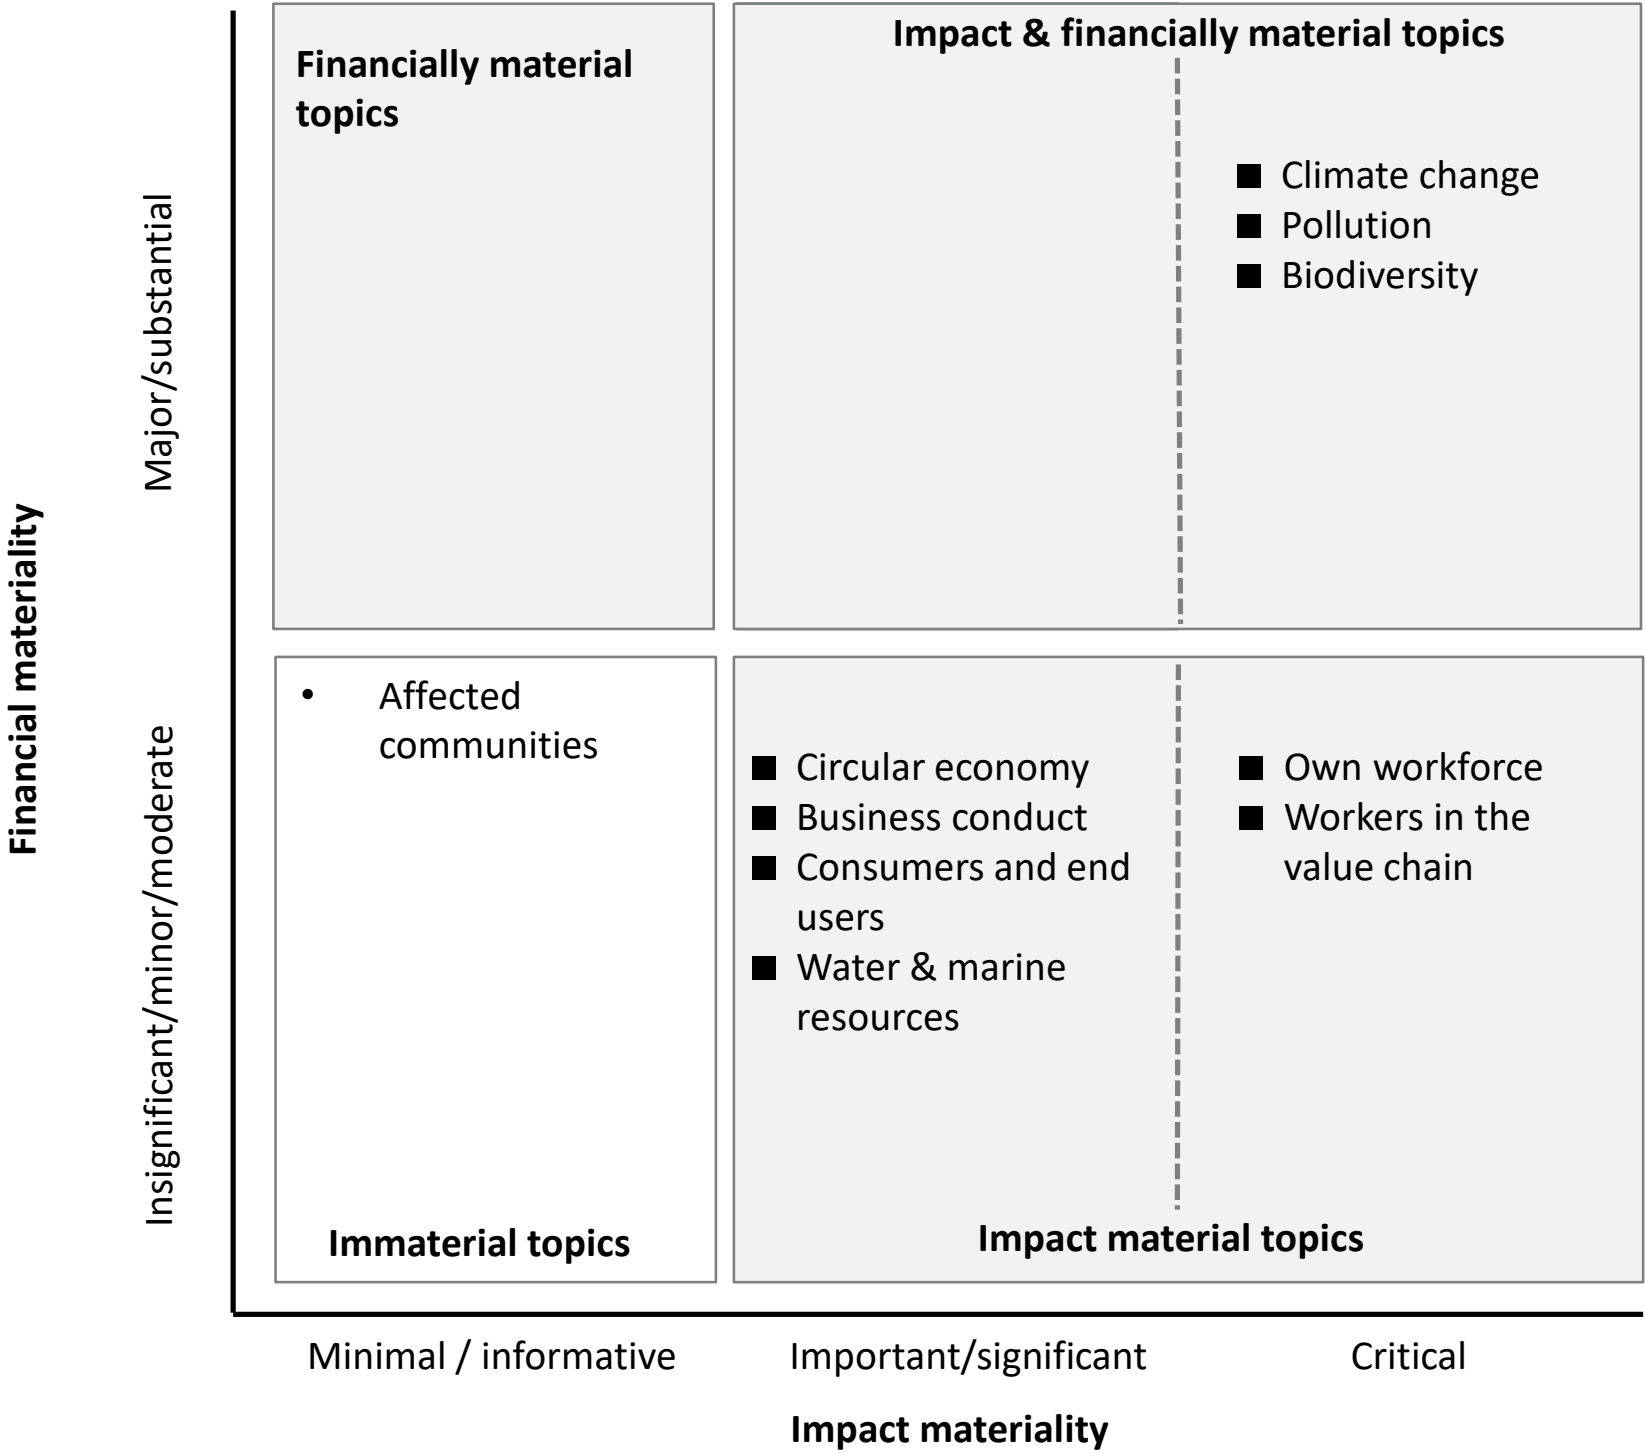 Financial materiality
Major/substantial
Insignificant/minor/moderate
Financially material
topics
Impact & financially material topics
■ Climate change
■ Pollution
■ Biodiversity
• Affected
communities
Immaterial topics
■ Circular economy
■ Business conduct
■ Consumers and end
users
■ Water & marine
resources
■ Own workforce
■ Workers in the
value chain
Impact material topics
Minimal / informative
Important/significant
Critical
Impact materiality